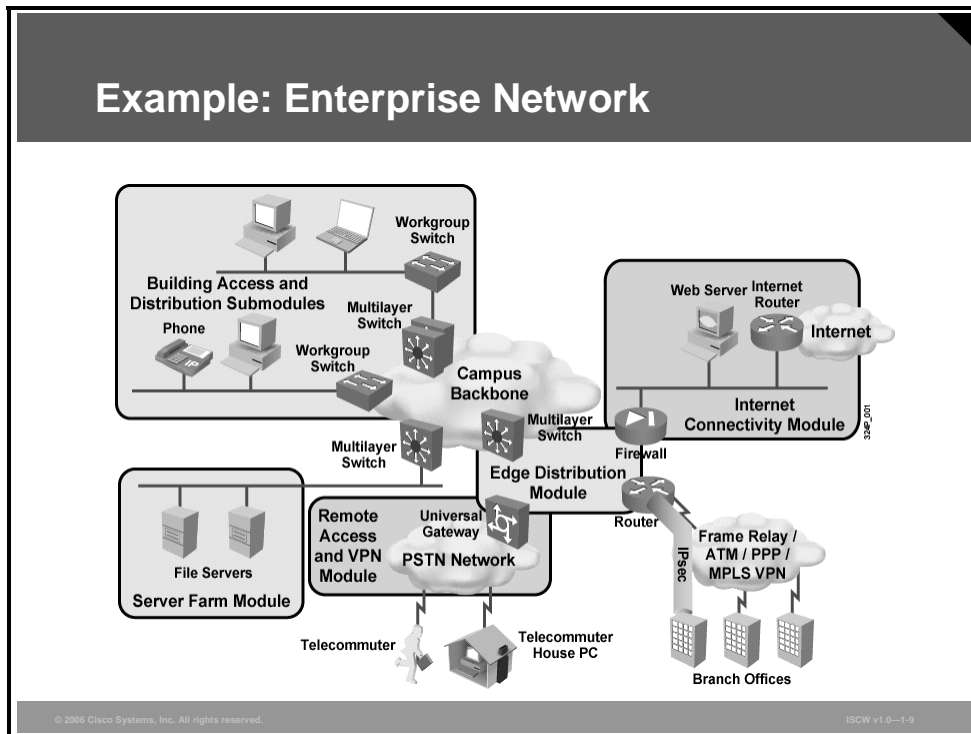 Example: Enterprise Network
Workgroup
Switch
Building Access and
Distribution Submodules
Multilayer
Switch
Phone
IP
Workgroup
Switch
Campus
Backbone
Web Server
Internet
Router
Internet
Internet
Connectivity Module
324P_001
Multilayer
Switch
Multilayer
Switch
Firewall
Edge Distribution
Module
Remote
Access
and VPN
Module
Universal
Gateway
Router
PSTN Network
IPsec
Frame Relay /
ATM / PPP /
MPLS VPN
File Servers
Server Farm Module
Telecommuter
Telecommuter
House PC
Branch Offices
© 2006 Cisco Systems, Inc. All rights reserved.
ISCW v1.0—1-9